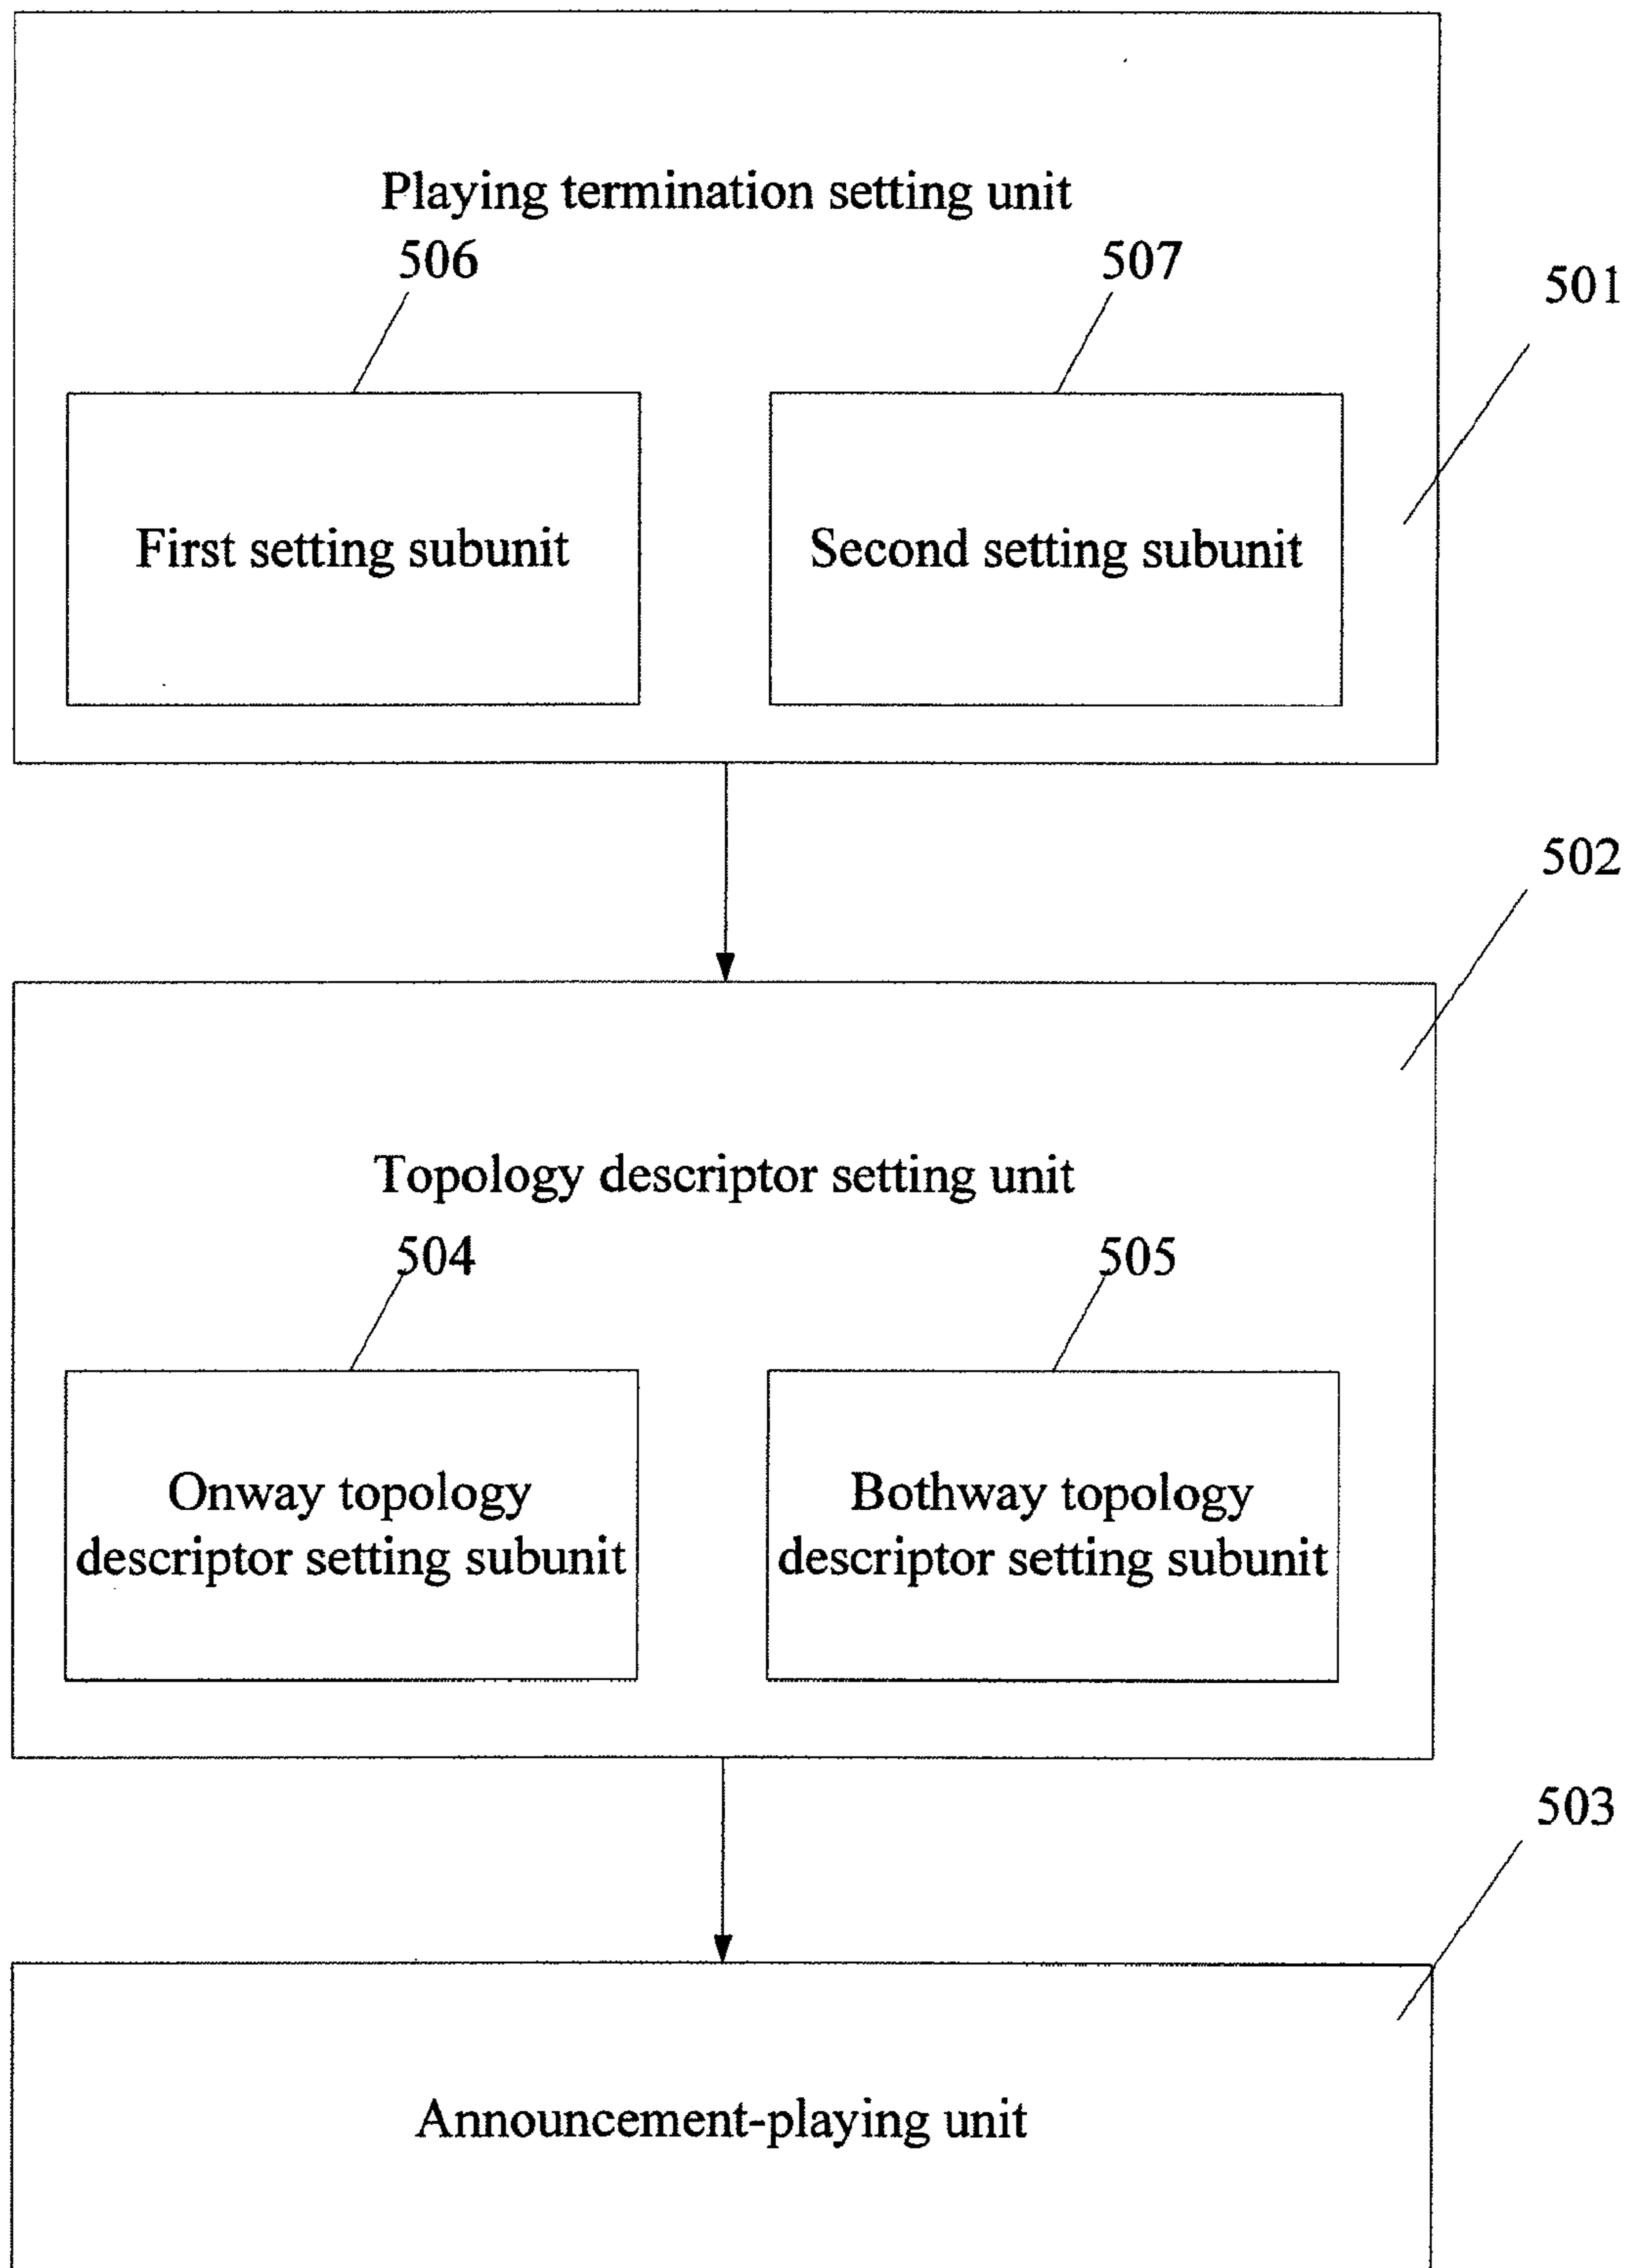 Playing termination setting unit
506
507
501
First setting subunit
Second setting subunit
502
Topology descriptor setting unit
504
505
Onway topology
descriptor setting subunit
Bothway topology
descriptor setting subunit
503
Announcement-playing unit